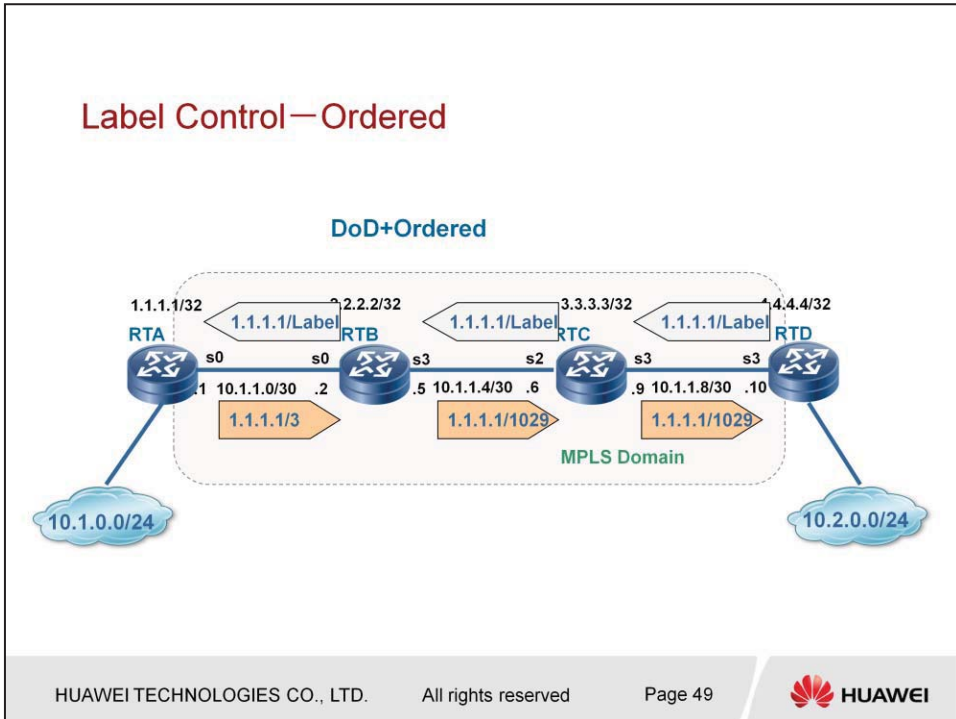 Label Control—Ordered
DoD+Ordered
1.1.1.1/32
2.2.2/32
3.3.3.3/32
4.4.4/32
1.1.1.1/Label
1.1.1.1/Label
1.1.1.1/Label
RTA
RTB
RTC
RTD
s0
s0
s3
s2
s3
s3
.1
10.1.1.0/30
.2
.5
10.1.1.4/30
.6
.9
10.1.1.8/30
.10
1.1.1.1/3
1.1.1.1/1029
1.1.1.1/1029
MPLS Domain
10.1.0.0/24
10.2.0.0/24
HUAWEI TECHNOLOGIES CO., LTD.
All rights reserved
Page 49
HUAWEI